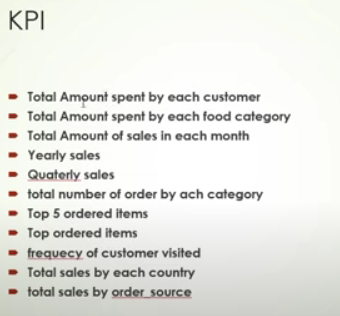 KPI
Total Amount spent by each customer
Total Amount spent by each food category
Total Amount of sales in each month
Yearly sales
Quaterly sales
total number of order by ach category
Top 5 ordered items
Top ordered items
frequecy of customer visited
Total sales by each country
total sales by order_source